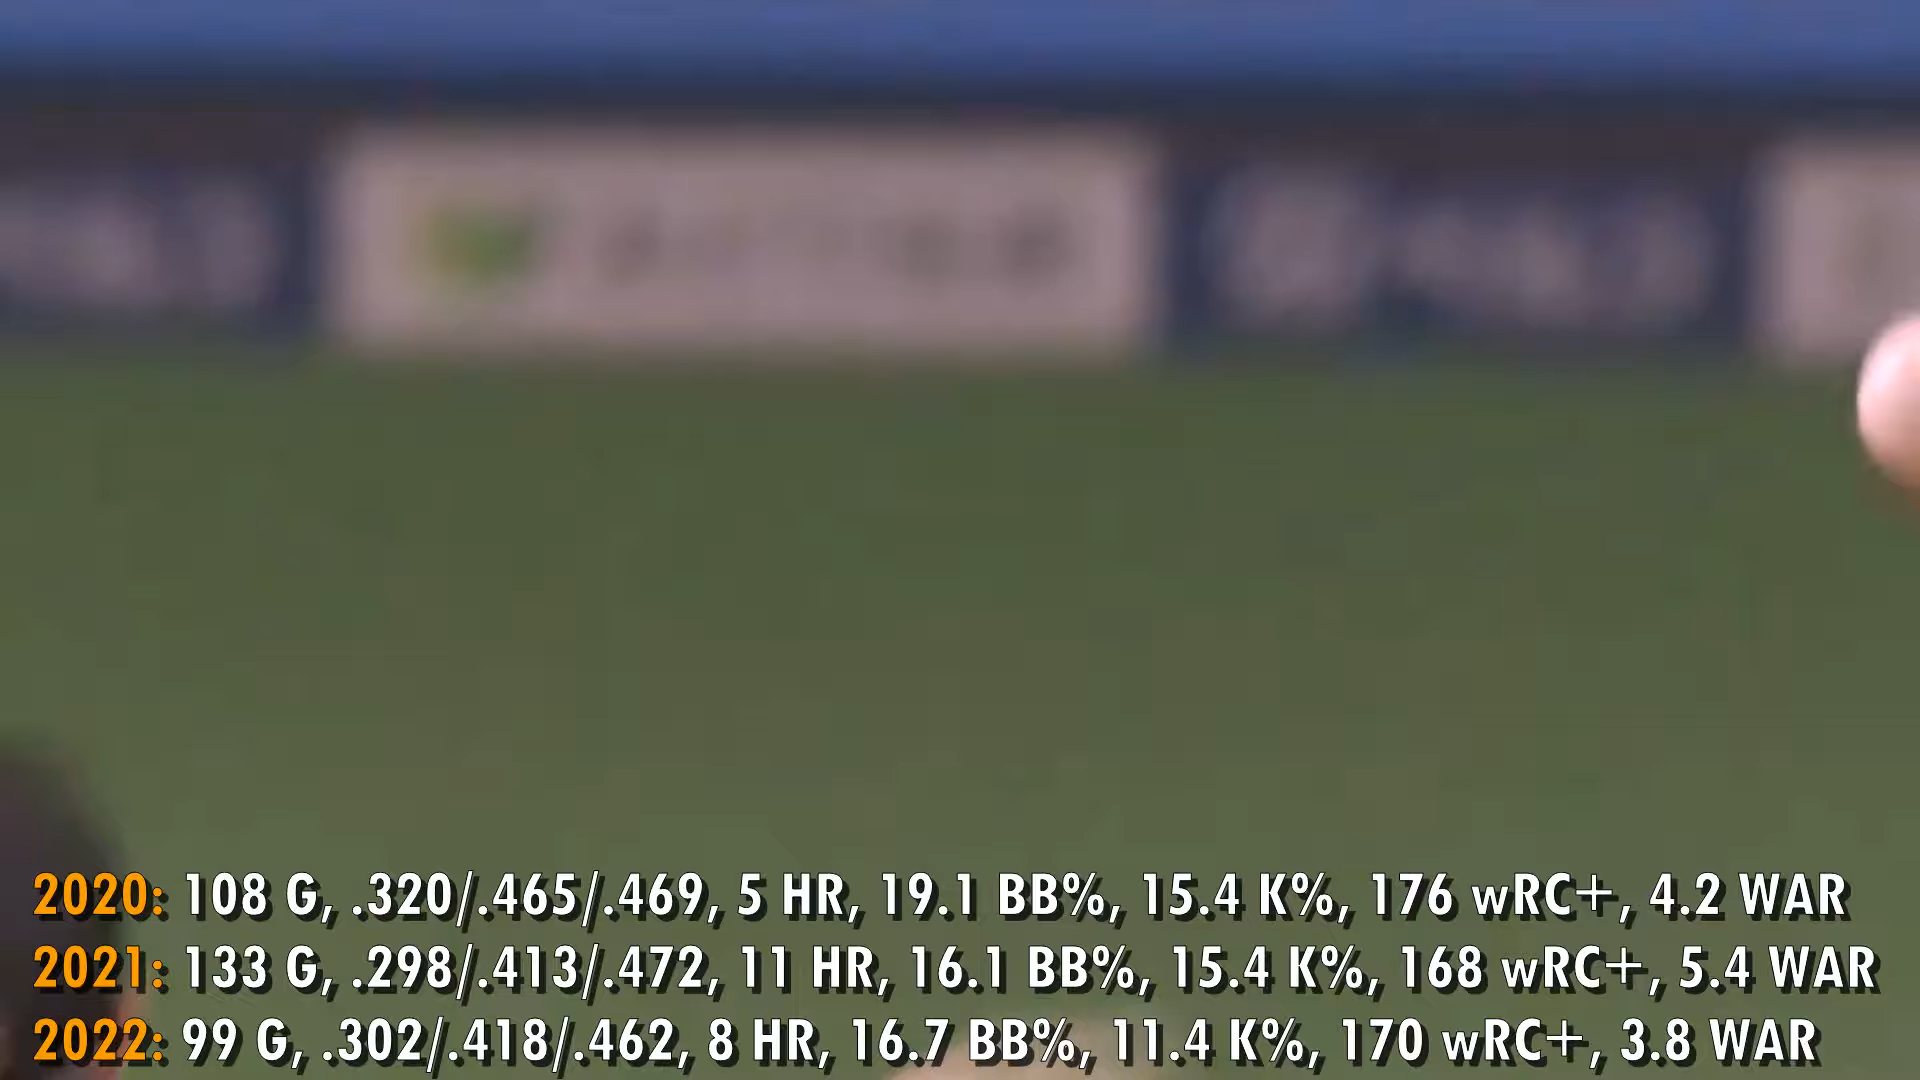 2020: 108 G, .320/.465/.469, 5 HR, 19.1 BB%, 15.4 K%, 176 wRC+, 4.2 WAR
2021: 133 G, .298/.413/.472, 11 HR, 16.1 BB%, 15.4 K%, 168 wRC+, 5.4 WAR
2022: 99 G, .302/.418/.462, 8 HR, 16.7 BB%, 11.4 K%, 170 wRC+, 3.8 WAR